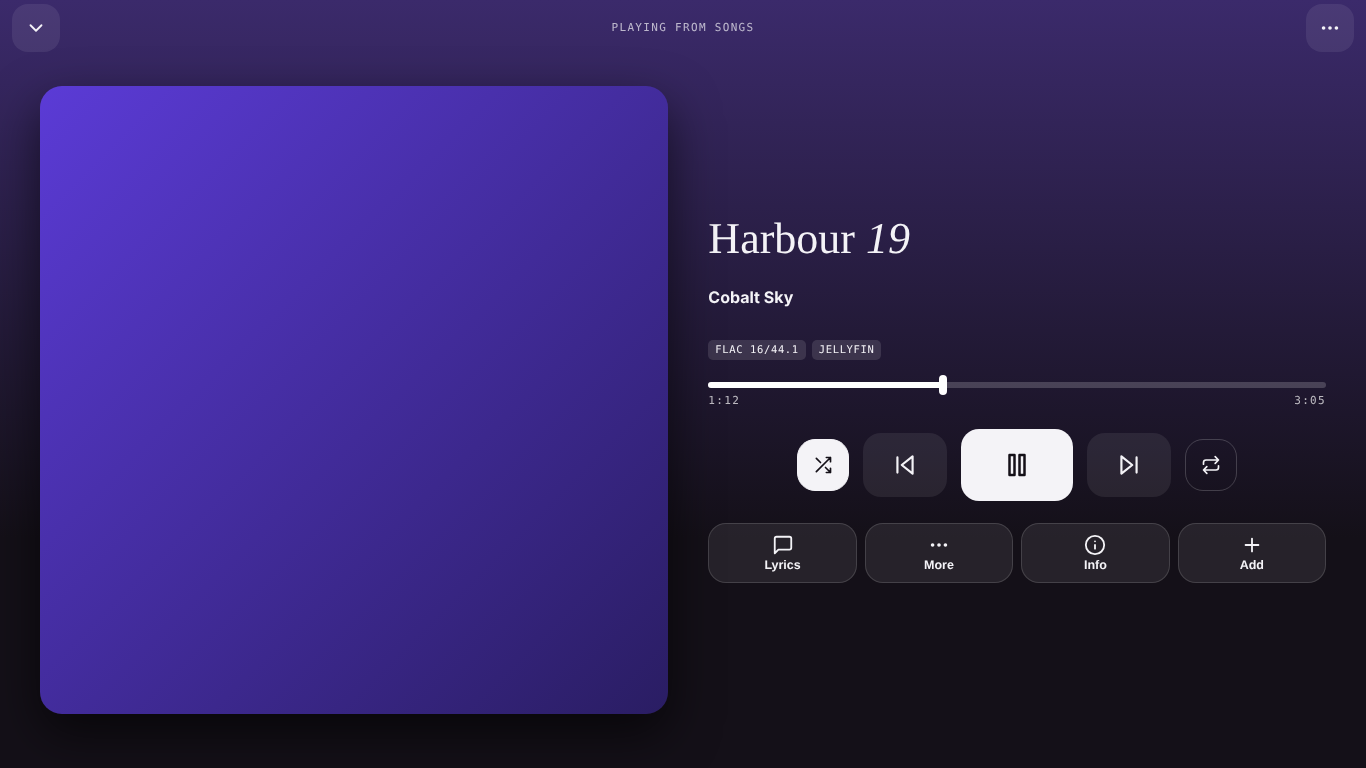 PLAYING FROM SONGS
Harbour 19
Cobalt Sky
FLAC 16/44.1 JELLYFIN
1:12 3:05
Lyrics More Info Add